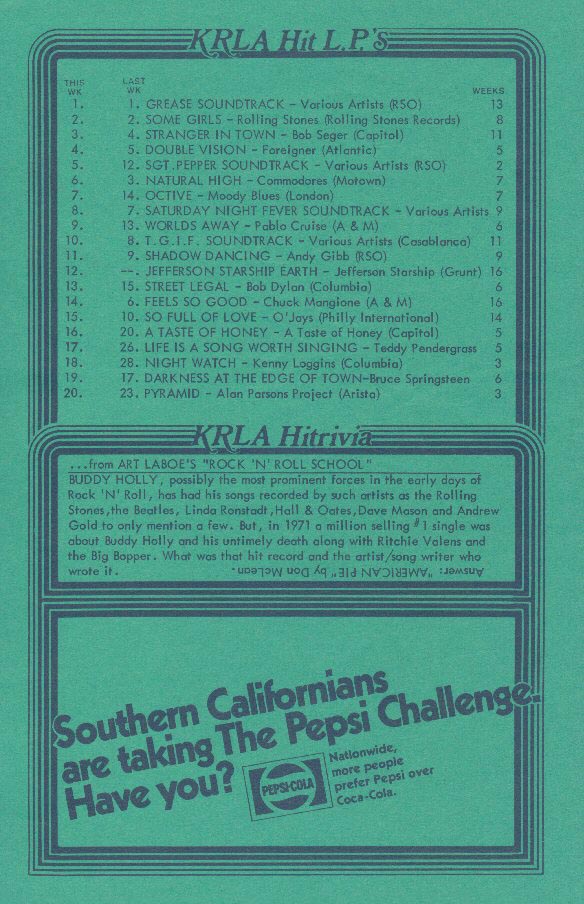 KRLA Hit L.P.'s
THIS WK LAST WK WEEKS
1. 1. GREASE SOUNDTRACK - Various Artists (RSO) 13
2. 2. SOME GIRLS - Rolling Stones (Rolling Stones Records) 8
3. 4. STRANGER IN TOWN - Bob Seger (Capitol) 11
4. 5. DOUBLE VISION - Foreigner (Atlantic) 5
5. 12. SGT.PEPPER SOUNDTRACK - Various Artists (RSO) 2
6. 3. NATURAL HIGH - Commodores (Motown) 7
7. 14. OCTIVE - Moody Blues (London) 7
8. 7. SATURDAY NIGHT FEVER SOUNDTRACK - Various Artists 9
9. 13. WORLDS AWAY - Pablo Cruise (A & M) 6
10. 8. T.G.I.F. SOUNDTRACK - Various Artists (Casablanca) 11
11. 9. SHADOW DANCING - Andy Gibb (RSO) 9
12. --. JEFFERSON STARSHIP EARTH - Jefferson Starship (Grunt) 16
13. 15. STREET LEGAL - Bob Dylan (Columbia) 6
14. 6. FEELS SO GOOD - Chuck Mangione (A & M) 16
15. 10. SO FULL OF LOVE - O'Jays (Philly International) 14
16. 20. A TASTE OF HONEY - A Taste of Honey (Capitol) 5
17. 26. LIFE IS A SONG WORTH SINGING - Teddy Pendergrass 5
18. 28. NIGHT WATCH - Kenny Loggins (Columbia) 3
19. 17. DARKNESS AT THE EDGE OF TOWN-Bruce Springsteen 6
20. 23. PYRAMID - Alan Parsons Project (Arista) 3
KRLA Hitrivia
...from ART LABOE'S "ROCK 'N' ROLL SCHOOL"
BUDDY HOLLY, possibly the most prominent forces in the early days of
Rock 'N' Roll, has had his songs recorded by such artists as the Rolling
Stones,the Beatles, Linda Ronstadt,Hall & Oates,Dave Mason and Andrew
Gold to only mention a few. But, in 1971 a million selling #1 single was
about Buddy Holly and his untimely death along with Ritchie Valens and
the Big Bopper. What was that hit record and the artist/song writer who
wrote it. Answer: "AMERICAN PIE" by Don McLean.
Southern Californians
are taking The Pepsi Challenge.
Have you?
PEPSI-COLA
Nationwide,
more people
prefer Pepsi over
Coca-Cola.